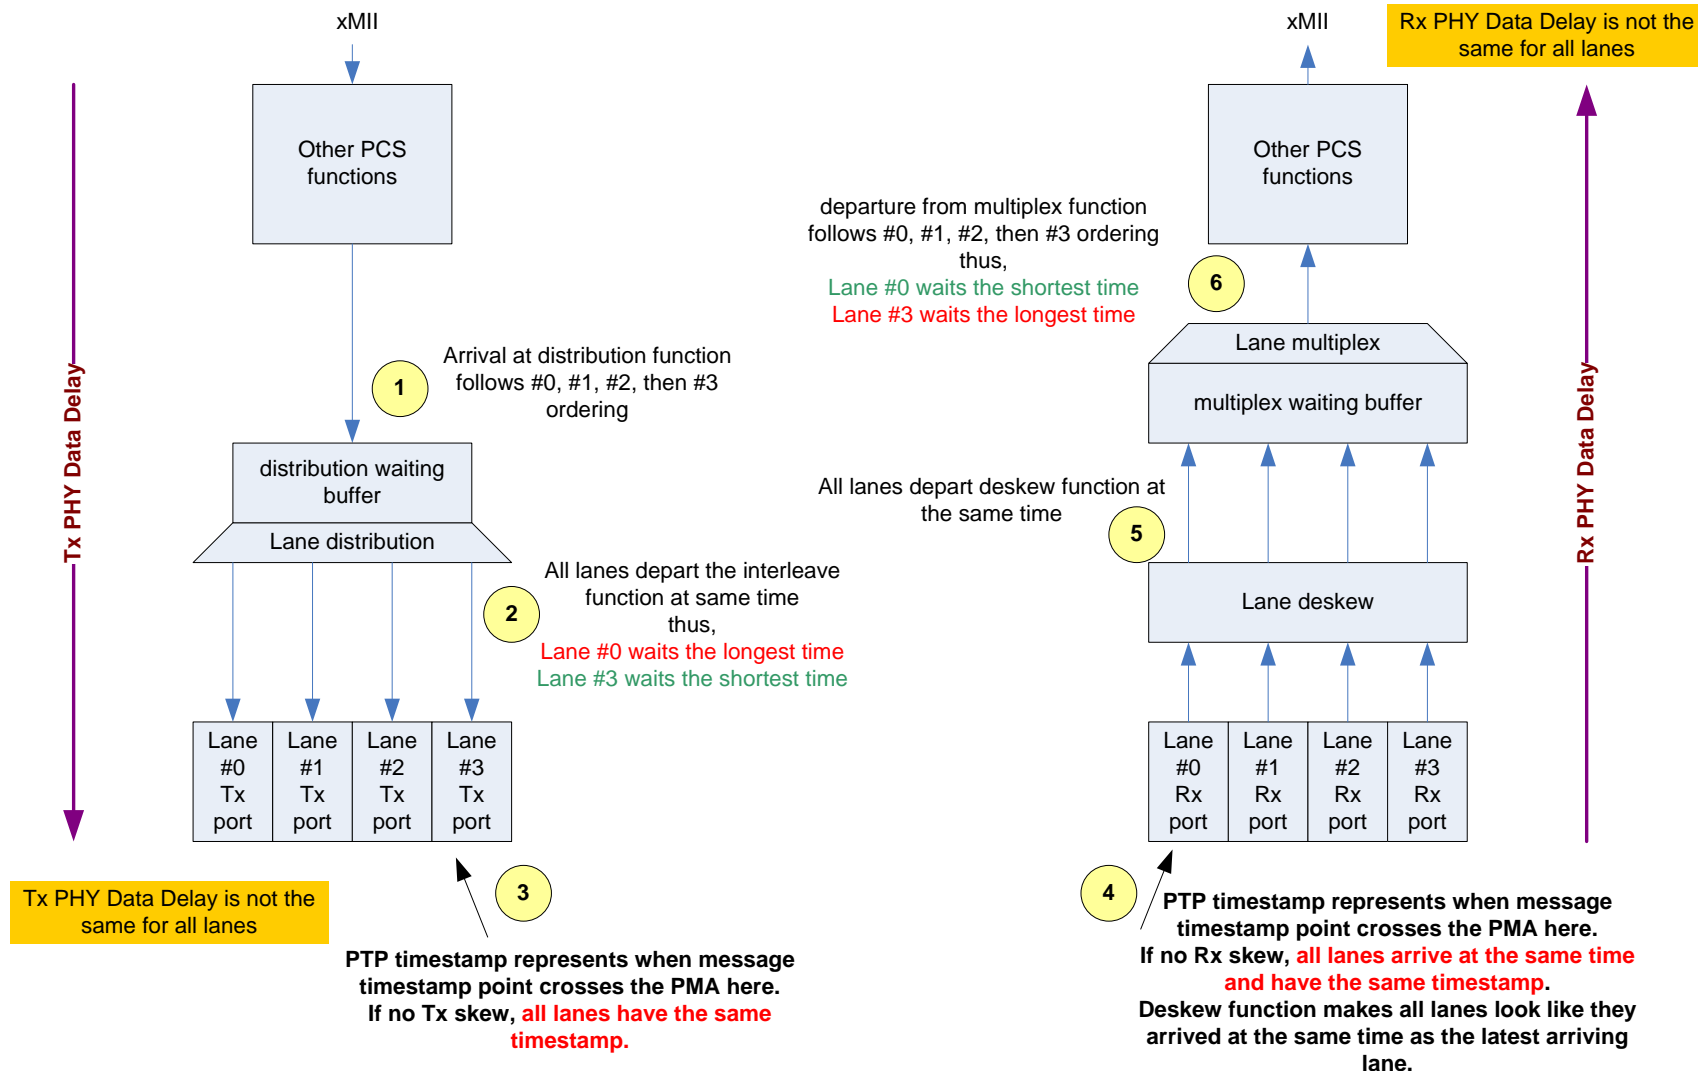 xMII
Other PCS
functions
Tx PHY Data Delay
1
Arrival at distribution function
follows #0, #1, #2, then #3
ordering
distribution waiting
buffer
Lane distribution
2
All lanes depart the interleave
function at same time
thus,
Lane #0 waits the longest time
Lane #3 waits the shortest time
Lane
#0
Tx
port
Lane
#1
Tx
port
Lane
#2
Tx
port
Lane
#3
Tx
port
3
Tx PHY Data Delay is not the
same for all lanes
PTP timestamp represents when message
timestamp point crosses the PMA here.
If no Tx skew, all lanes have the same
timestamp.
xMII
Rx PHY Data Delay is not the
same for all lanes
Other PCS
functions
departure from multiplex function
follows #0, #1, #2, then #3 ordering
thus,
Lane #0 waits the shortest time
Lane #3 waits the longest time
6
Lane multiplex
multiplex waiting buffer
Rx PHY Data Delay
All lanes depart deskew function at
the same time
5
Lane deskew
Lane
#0
Rx
port
Lane
#1
Rx
port
Lane
#2
Rx
port
Lane
#3
Rx
port
4
PTP timestamp represents when message
timestamp point crosses the PMA here.
If no Rx skew, all lanes arrive at the same time
and have the same timestamp.
Deskew function makes all lanes look like they
arrived at the same time as the latest arriving
lane.